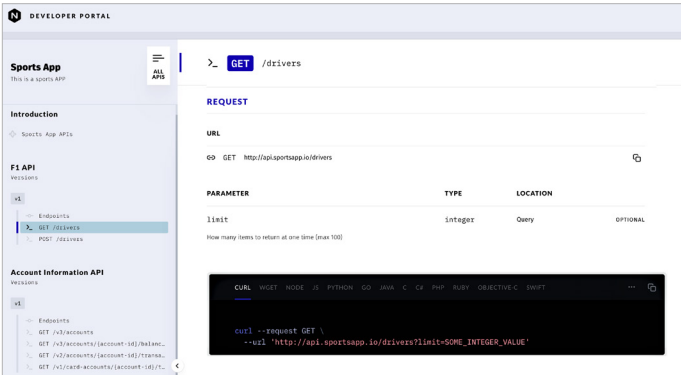 N DEVELOPER PORTAL
Sports App
This is a sports APP
ALL
APIS
Introduction
Sports App APIs
F1 API
Versions
v1
Endpoints
GET /drivers
POST /drivers
Account Information API
Versions
v1
Endpoints
GET /v3/accounts
GET /v3/accounts/{account-id}/balanc…
GET /v2/accounts/{account-id}/transa…
GET /v1/card-accounts/{account-id}/t…
>_ GET /drivers
REQUEST
URL
GET http://api.sportsapp.io/drivers
PARAMETER TYPE LOCATION
limit integer Query OPTIONAL
How many items to return at one time (max 100)
CURL WGET NODE JS PYTHON GO JAVA C C# PHP RUBY OBJECTIVE-C SWIFT ...
curl --request GET \
--url 'http://api.sportsapp.io/drivers?limit=SOME_INTEGER_VALUE'